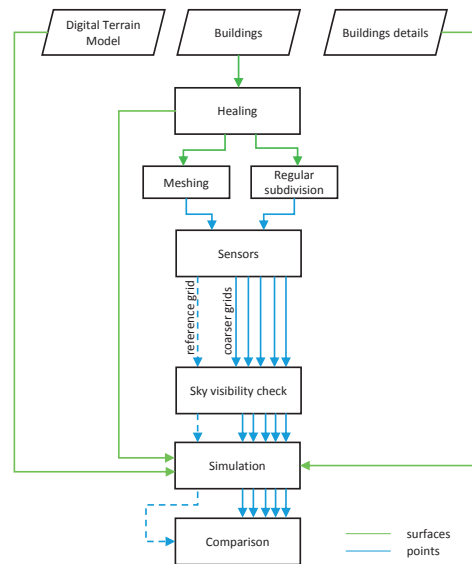 Digital Terrain
Model
Buildings
Buildings details
Healing
Meshing
Regular
subdivision
Sensors
reference grid
coarser grids
Sky visibility check
Simulation
Comparison
surfaces
points